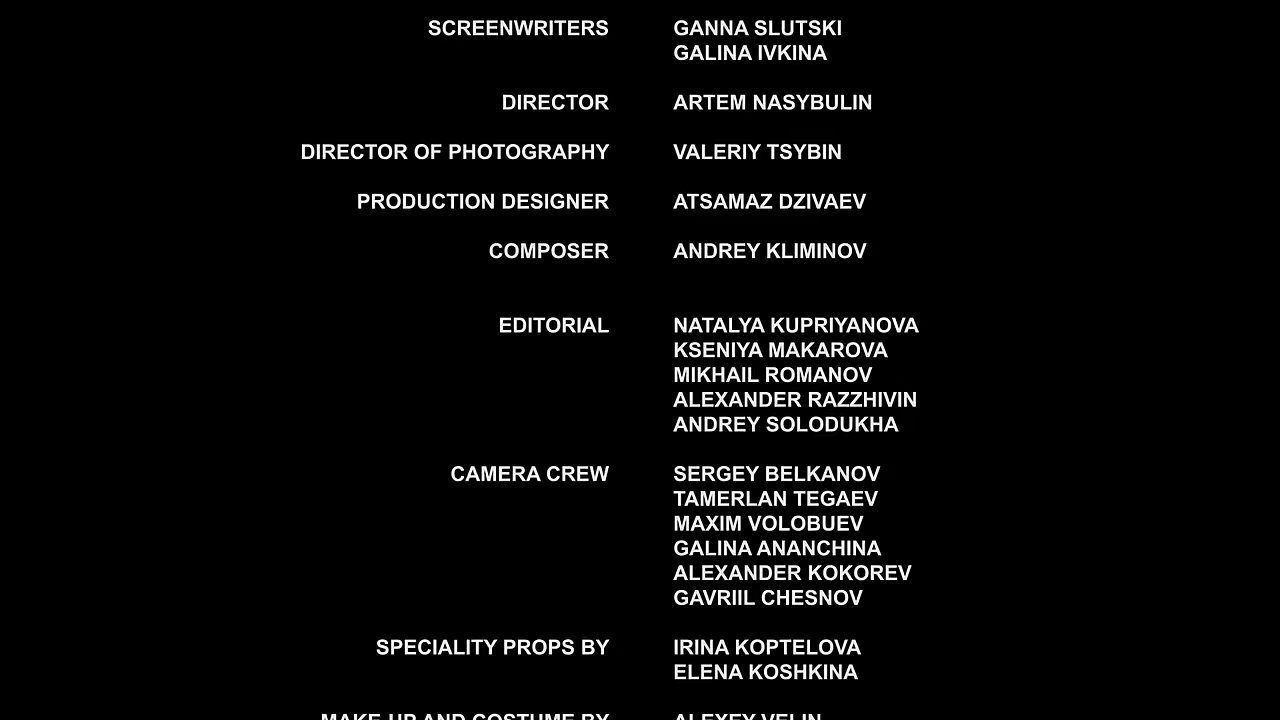 SCREENWRITERS GANNA SLUTSKI
GALINA IVKINA
DIRECTOR ARTEM NASYBULIN
DIRECTOR OF PHOTOGRAPHY VALERIY TSYBIN
PRODUCTION DESIGNER ATSAMAZ DZIVAEV
COMPOSER ANDREY KLIMINOV
EDITORIAL NATALYA KUPRIYANOVA
KSENIYA MAKAROVA
MIKHAIL ROMANOV
ALEXANDER RAZZHIVIN
ANDREY SOLODUKHA
CAMERA CREW SERGEY BELKANOV
TAMERLAN TEGAEV
MAXIM VOLOBUEV
GALINA ANANCHINA
ALEXANDER KOKOREV
GAVRIIL CHESNOV
SPECIALITY PROPS BY IRINA KOPTELOVA
ELENA KOSHKINA
MAKE UP AND COSTUME BY ALEXEY VELIN